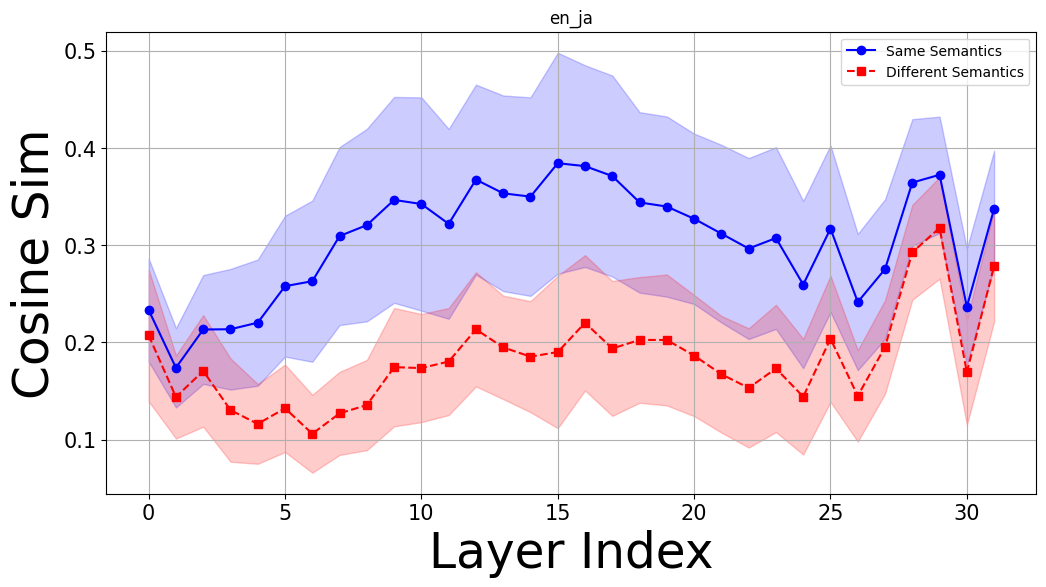 en_ja
Same Semantics
Different Semantics
Cosine Sim
0.5
0.4
0.3
0.2
0.1
0 5 10 15 20 25 30
Layer Index